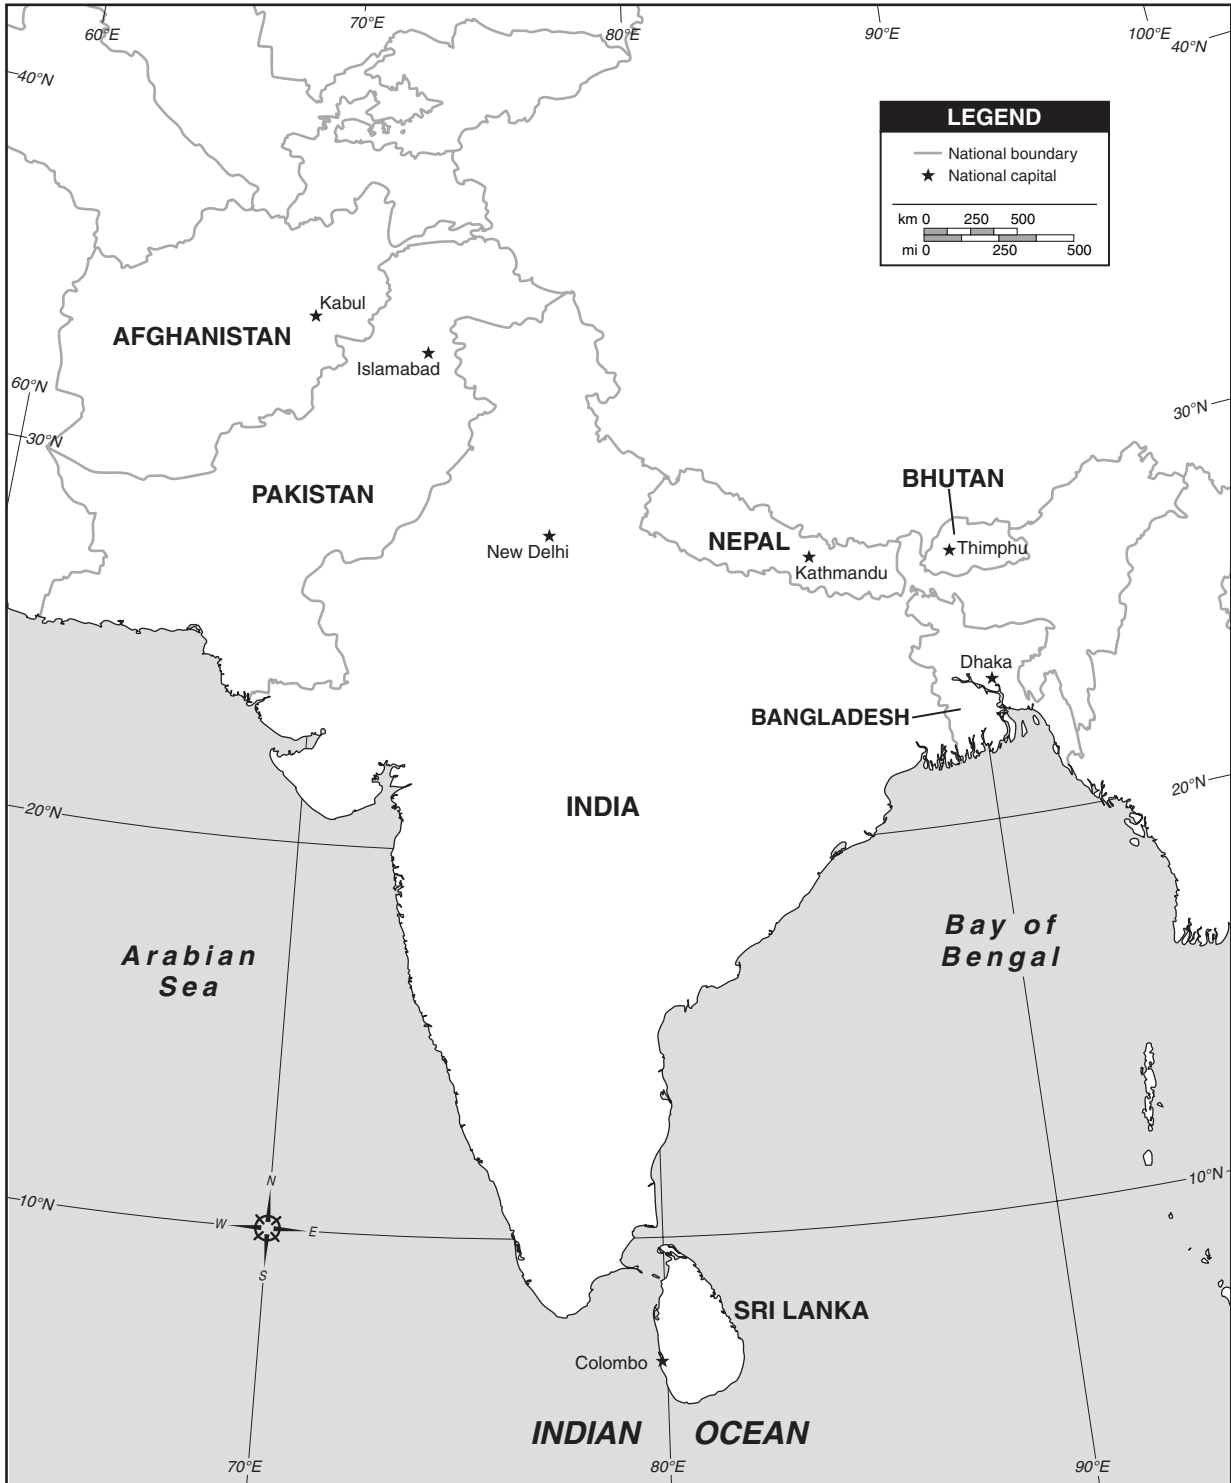 60°E
70°E
80°E
90°E
100°E
40°N
40°N
LEGEND
National boundary
National capital
km 0 250 500
mi 0 250 500
Kabul
AFGHANISTAN
Islamabad
60°N
30°N
30°N
PAKISTAN
BHUTAN
New Delhi
NEPAL
Thimphu
Kathmandu
Dhaka
BANGLADESH
20°N
INDIA
20°N
Arabian
Sea
Bay of
Bengal
N
W
E
S
10°N
10°N
SRI LANKA
Colombo
INDIAN OCEAN
70°E
80°E
90°E